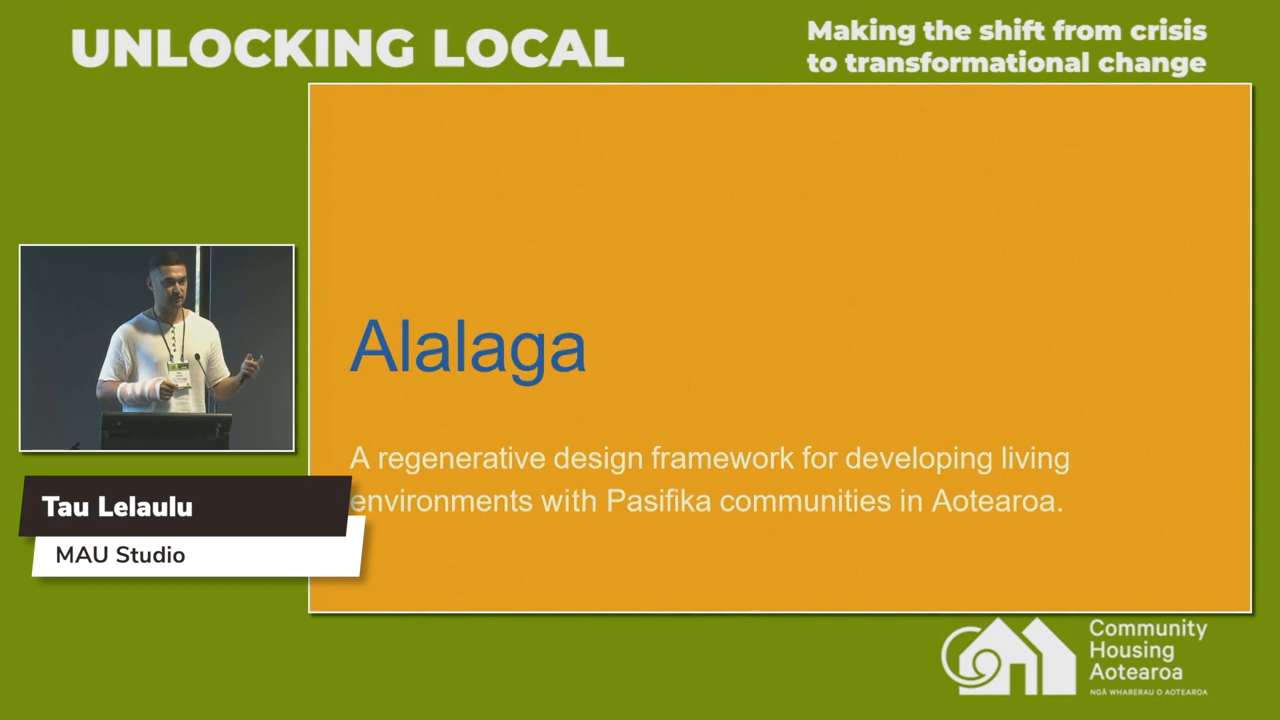 UNLOCKING LOCAL
Making the shift from crisis
to transformational change
Alalaga
A regenerative design framework for developing living
environments with Pasifika communities in Aotearoa.
Tau Lelaulu
MAU Studio
Community
Housing
Aotearoa
NGĀ WHARERAU O AOTEAROA